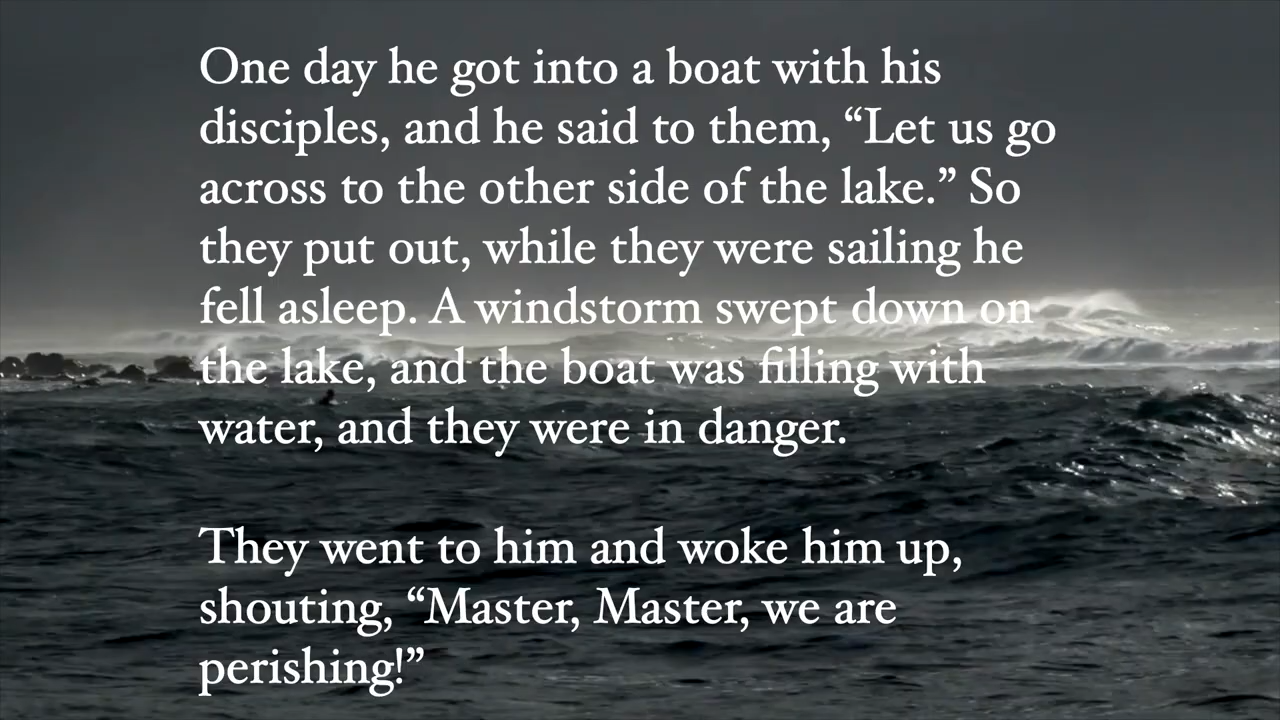 One day he got into a boat with his
disciples, and he said to them, “Let us go
across to the other side of the lake.” So
they put out, while they were sailing he
fell asleep. A windstorm swept down on
the lake, and the boat was filling with
water, and they were in danger.
They went to him and woke him up,
shouting, “Master, Master, we are
perishing!”